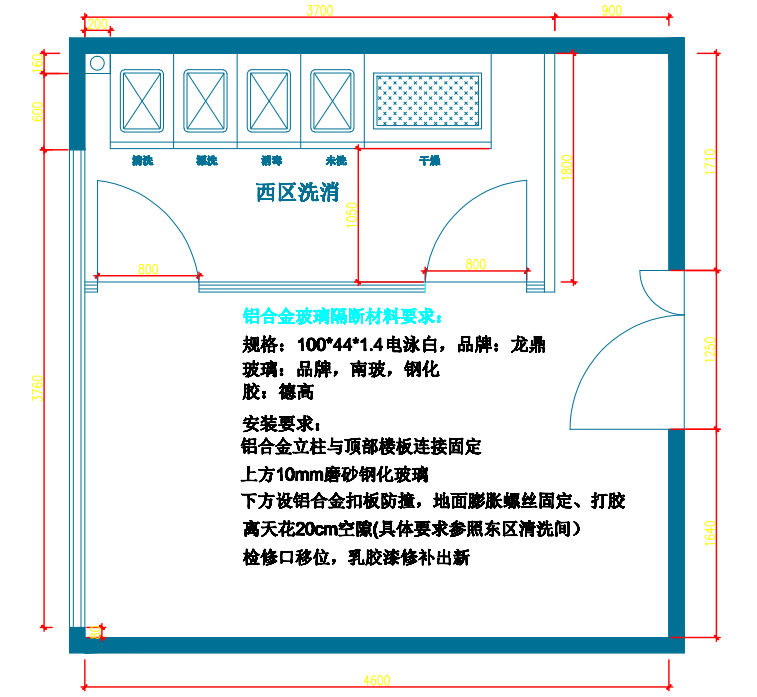 3700
900
200
160
600
清洗
漂洗
消毒
末洗
干燥
西区洗消
1800
1710
1060
800
800
铝合金玻璃隔断材料要求:
规格：100*44*1.4电泳白，品牌：龙鼎
玻璃：品牌，南玻，钢化
胶：德高
安装要求：
铝合金立柱与顶部楼板连接固定
上方10mm磨砂钢化玻璃
下方设铝合金扣板防撞，地面膨胀螺丝固定、打胶
离天花20cm空隙(具体要求参照东区清洗间）
检修口移位，乳胶漆修补出新
1250
3760
1640
4600